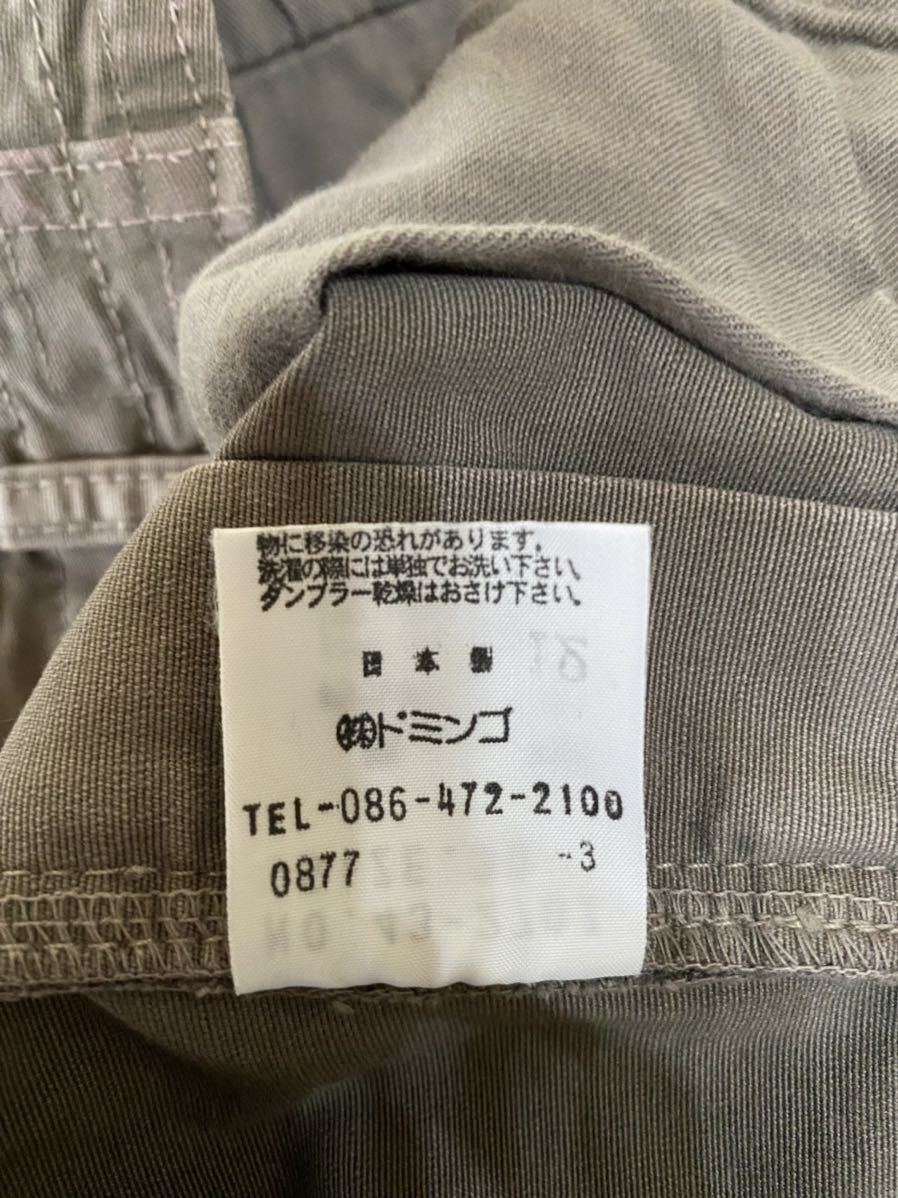 物に移染の恐れがあります。
洗濯の際には単独でお洗い下さい。
タンブラー乾燥はおさけ下さい。
日本製
㈱ドミンゴ
TEL-086-472-2100
0877 -3